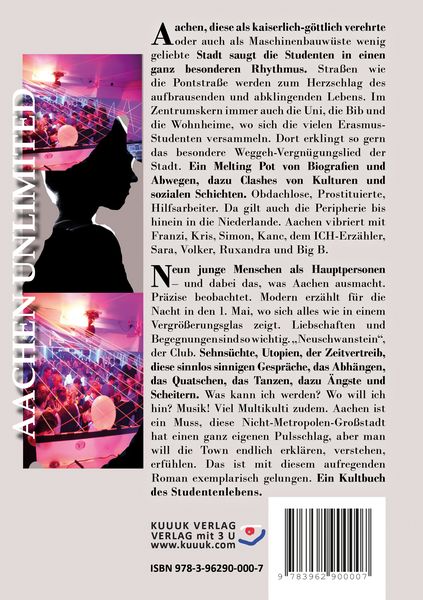 AACHEN UNLIMITED
Aachen, diese als kaiserlich-göttlich verehrte
oder auch als Maschinenbauwüste wenig
geliebte Stadt saugt die Studenten in einen
ganz besonderen Rhythmus. Straßen wie
die Pontstraße werden zum Herzschlag des
aufbrausenden und abklingenden Lebens. Im
Zentrumskern immer auch die Uni, die Bib und
die Wohnheime, wo sich die vielen Erasmus-
Studenten versammeln. Dort erklingt so gern
das besondere Weggeh-Vergnügungslied der
Stadt. Ein Melting Pot von Biografien und
Abwegen, dazu Clashes von Kulturen und
sozialen Schichten. Obdachlose, Prostituierte,
Hilfsarbeiter. Da gilt auch die Peripherie bis
hinein in die Niederlande. Aachen vibriert mit
Franzi, Kris, Simon, Kane, dem ICH-Erzähler,
Sara, Volker, Ruxandra und Big B.
Neun junge Menschen als Hauptpersonen
– und dabei das, was Aachen ausmacht.
Präzise beobachtet. Modern erzählt für die
Nacht in den 1. Mai, wo sich alles wie in einem
Vergrößerungsglas zeigt. Liebschaften und
Begegnungen sind so wichtig. „Neuschwanstein“,
der Club. Sehnsüchte, Utopien, der Zeitvertreib,
diese sinnlos sinnigen Gespräche, das Abhängen,
das Quatschen, das Tanzen, dazu Ängste und
Scheitern. Was kann ich werden? Wo will ich
hin? Musik! Viel Multikulti zudem. Aachen ist
ein Muss, diese Nicht-Metropolen-Großstadt
hat einen ganz eigenen Pulsschlag, aber man
will die Town endlich erklären, verstehen,
erfühlen. Das ist mit diesem aufregenden
Roman exemplarisch gelungen. Ein Kultbuch
des Studentenlebens.
KUUUK VERLAG
VERLAG mit 3 U
www.kuuuk.com
ISBN 978-3-96290-000-7
9 783962 900007